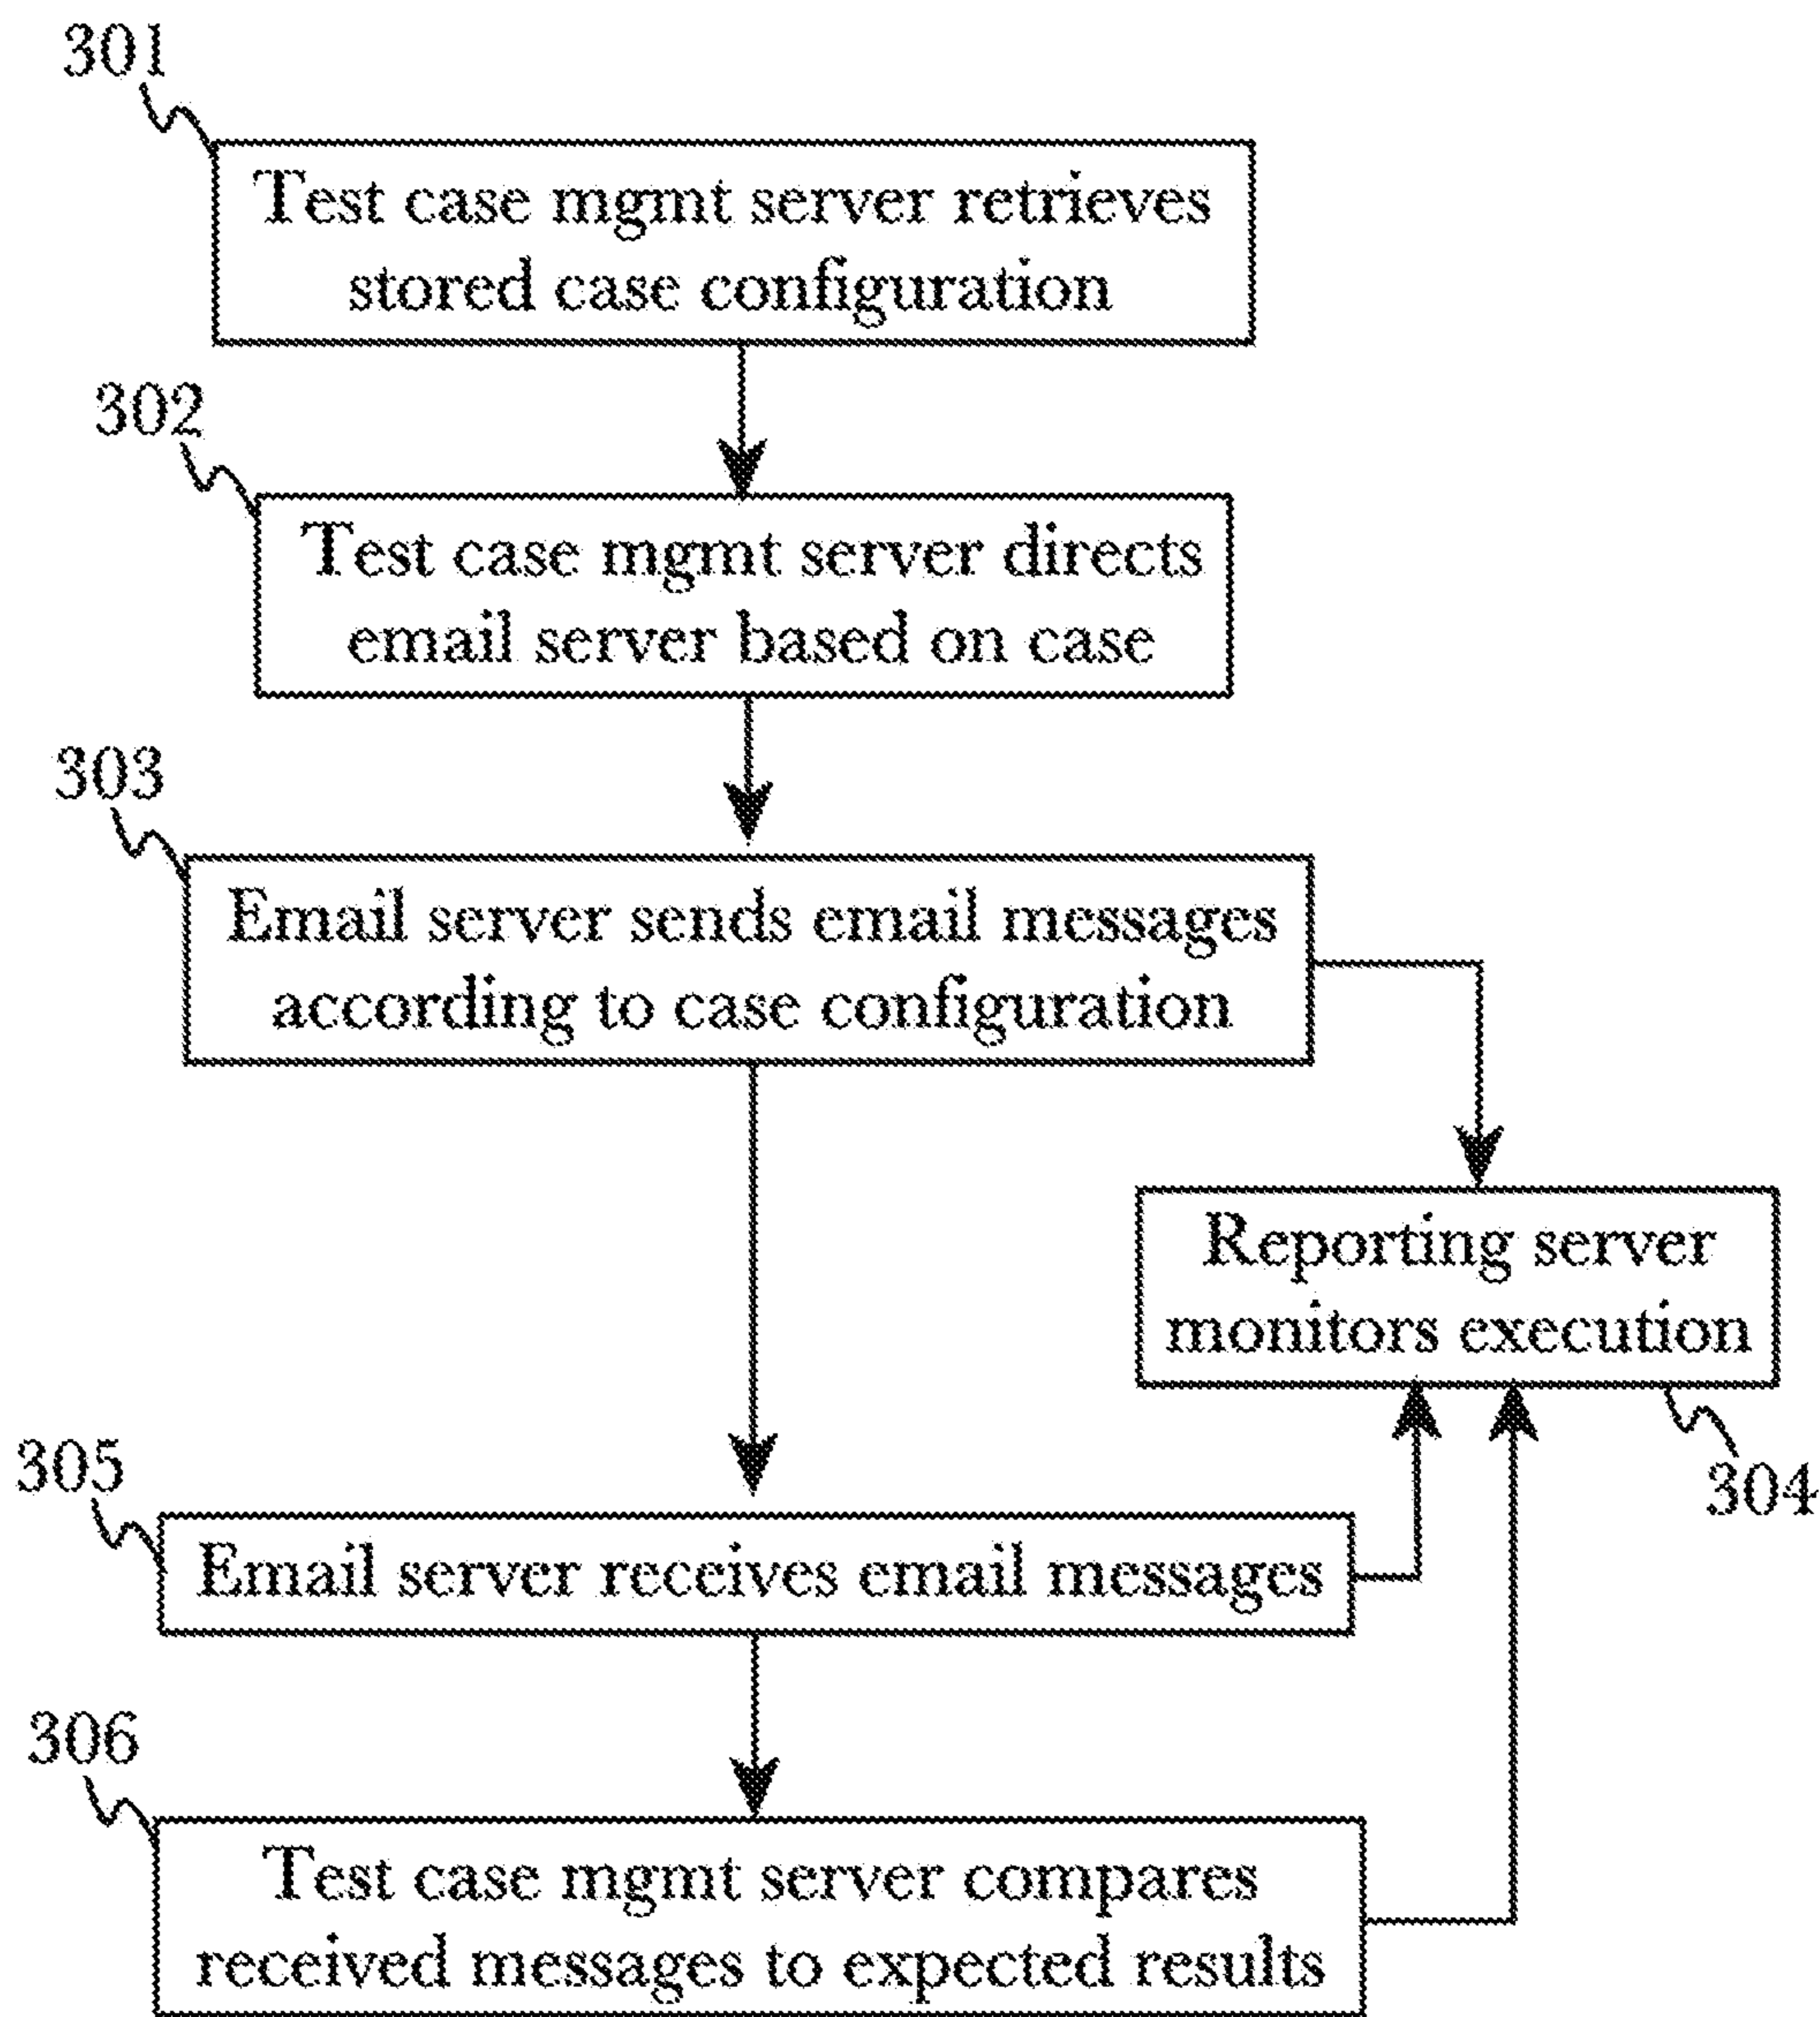 301
Test case mgmt server retrieves
stored case configuration
302
Test case mgmt server directs
email server based on case
303
Email server sends email messages
according to case configuration
Reporting server
monitors execution
304
305
Email server receives email messages
306
Test case mgmt server compares
received messages to expected results